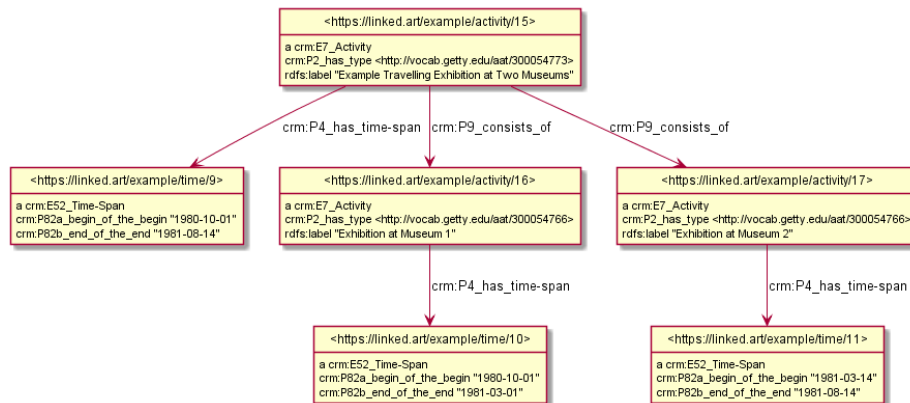 <https://linked.art/example/activity/15>
a crm:E7_Activity
crm:P2_has_type <http://vocab.getty.edu/aat/300054773>
rdfs:label "Example Travelling Exhibition at Two Museums"
crm:P4_has_time-span
crm:P9_consists_of
crm:P9_consists_of
<https://linked.art/example/time/9>
a crm:E52_Time-Span
crm:P82a_begin_of_the_begin "1980-10-01"
crm:P82b_end_of_the_end "1981-08-14"
<https://linked.art/example/activity/16>
a crm:E7_Activity
crm:P2_has_type <http://vocab.getty.edu/aat/300054766>
rdfs:label "Exhibition at Museum 1"
<https://linked.art/example/activity/17>
a crm:E7_Activity
crm:P2_has_type <http://vocab.getty.edu/aat/300054766>
rdfs:label "Exhibition at Museum 2"
crm:P4_has_time-span
crm:P4_has_time-span
<https://linked.art/example/time/10>
a crm:E52_Time-Span
crm:P82a_begin_of_the_begin "1980-10-01"
crm:P82b_end_of_the_end "1981-03-01"
<https://linked.art/example/time/11>
a crm:E52_Time-Span
crm:P82a_begin_of_the_begin "1981-03-14"
crm:P82b_end_of_the_end "1981-08-14"